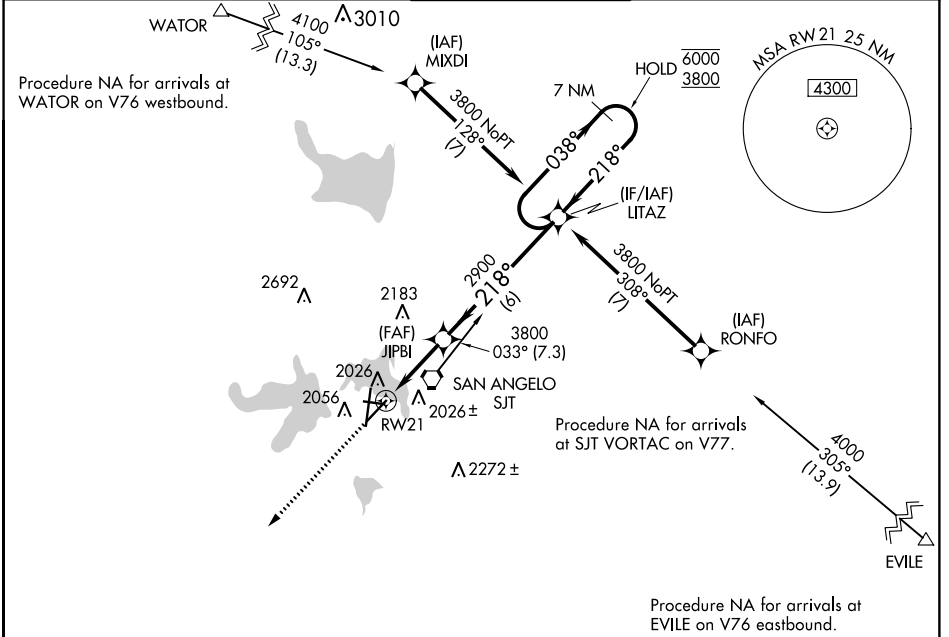 WATOR
4100
105°
(13.3)
3010
(IAF)
MIXDI
Procedure NA for arrivals at
WATOR on V76 westbound.
3800 NoPT
128°
(7)
7 NM
HOLD
6000
3800
038°
218°
MSA RW 21 25 NM
4300
(IF/IAF)
LITAZ
2900
218°
(6)
3800 NoPT
308°
(7)
(IAF)
RONFO
2692
2183
(FAF)
JIPBI
3800
033° (7.3)
SAN ANGELO
SJT
2026
2056
RW21
2026 ±
2272 ±
Procedure NA for arrivals
at SJT VORTAC on V77.
4000
305°
(13.9)
EVILE
Procedure NA for arrivals at
EVILE on V76 eastbound.